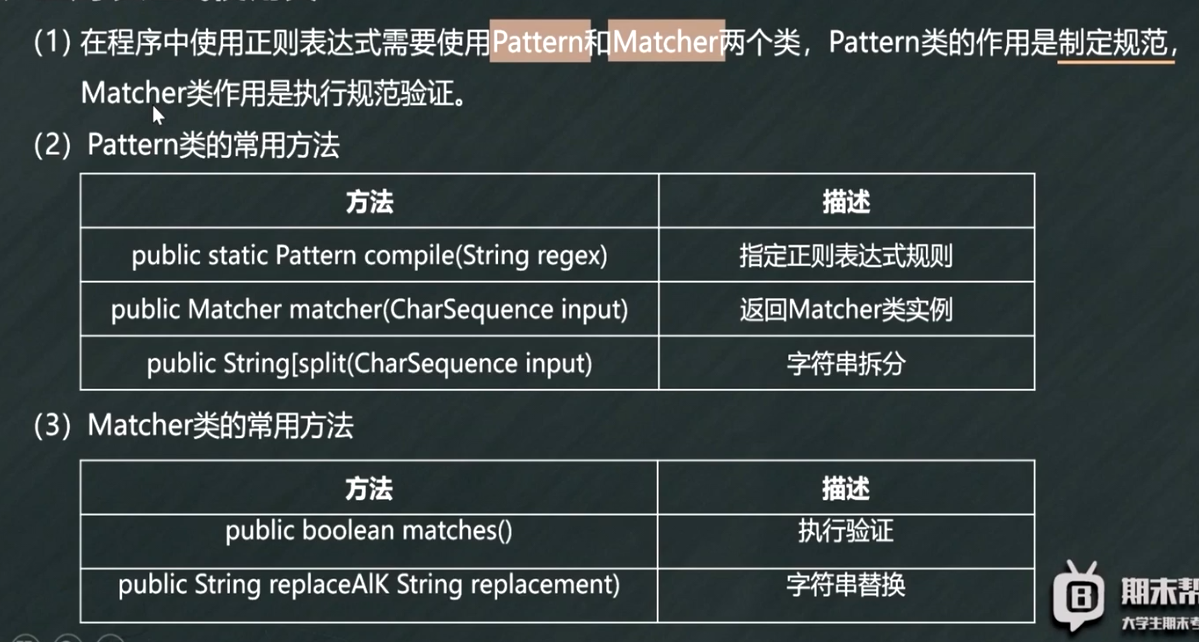 (1) 在程序中使用正则表达式需要使用Pattern和Matcher两个类，Pattern类的作用是制定规范，
Matcher类作用是执行规范验证。
(2) Pattern类的常用方法
方法 描述
public static Pattern compile(String regex) 指定正则表达式规则
public Matcher matcher(CharSequence input) 返回Matcher类实例
public String[split(CharSequence input) 字符串拆分
(3) Matcher类的常用方法
方法 描述
public boolean matches() 执行验证
public String replaceAlK String replacement) 字符串替换
期末帮
大学生期末